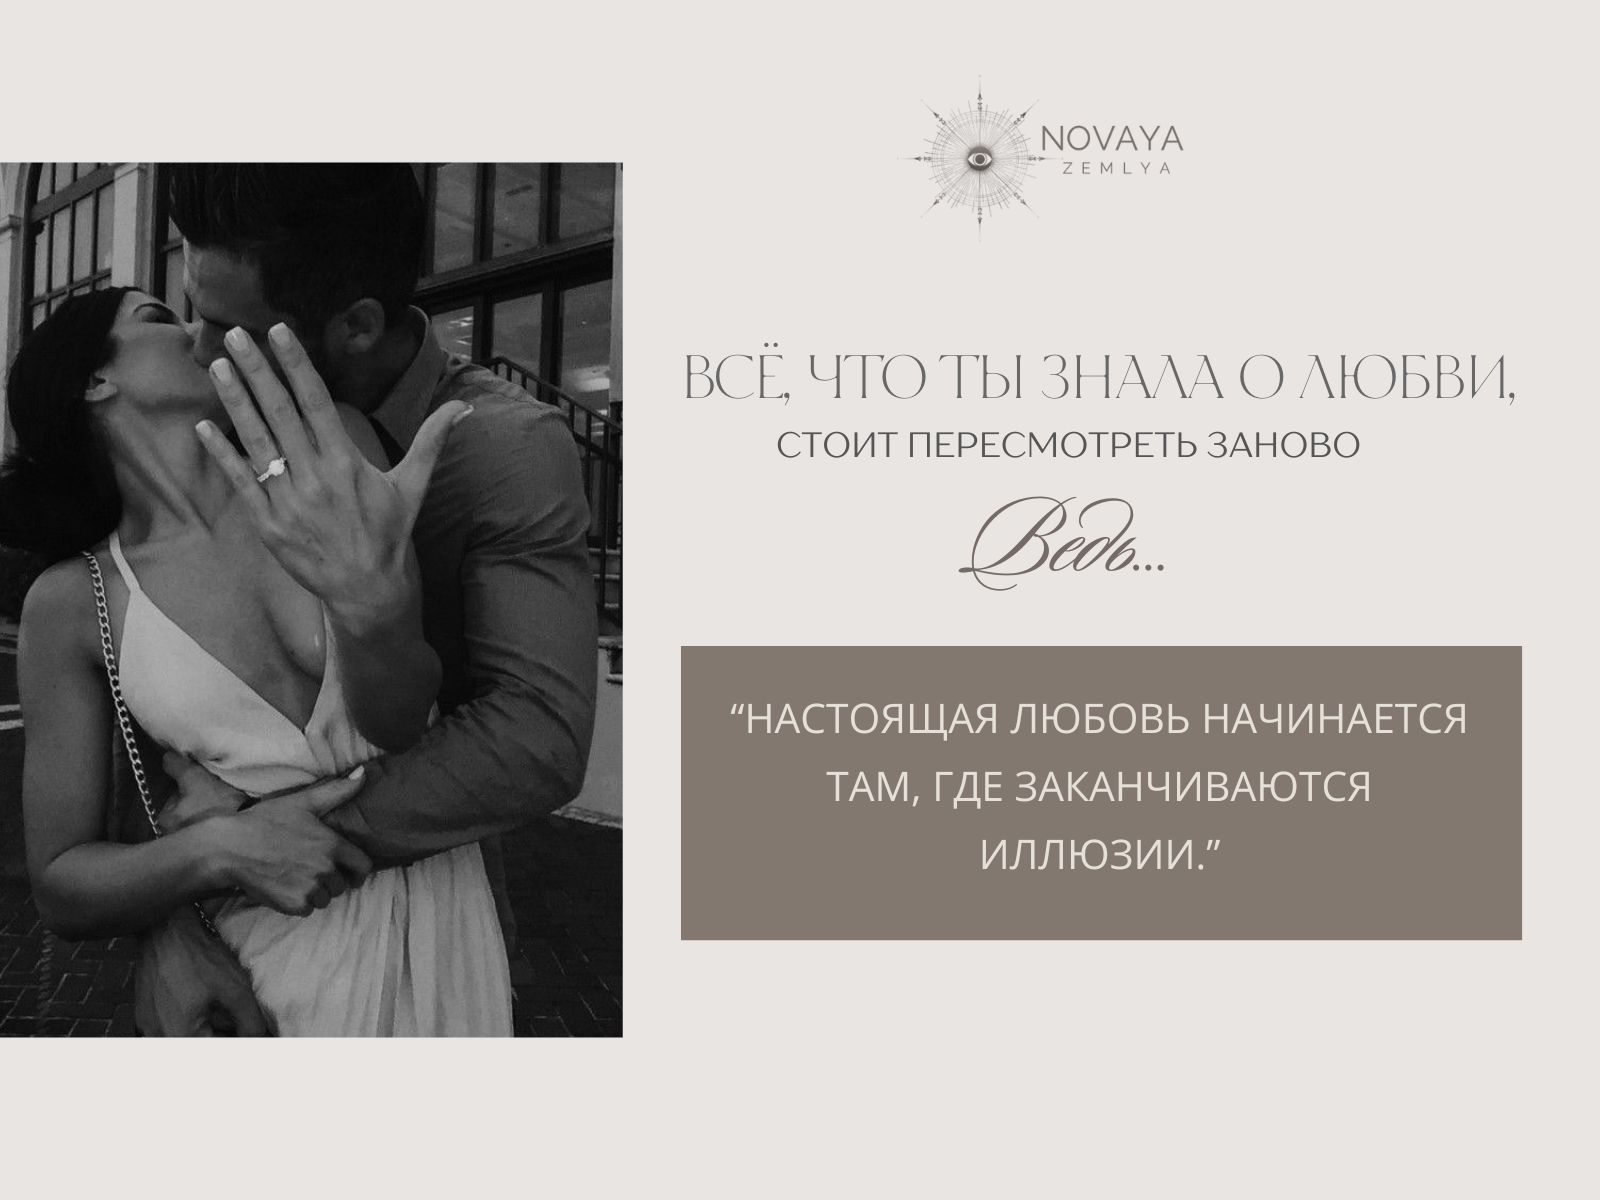 NOVAYA
ZEMLYA
ВСЁ, ЧТО ТЫ ЗНАЛА О ЛЮБВИ,
СТОИТ ПЕРЕСМОТРЕТЬ ЗАНОВО
Ведь...
“НАСТОЯЩАЯ ЛЮБОВЬ НАЧИНАЕТСЯ
ТАМ, ГДЕ ЗАКАНЧИВАЮТСЯ
ИЛЛЮЗИИ.”